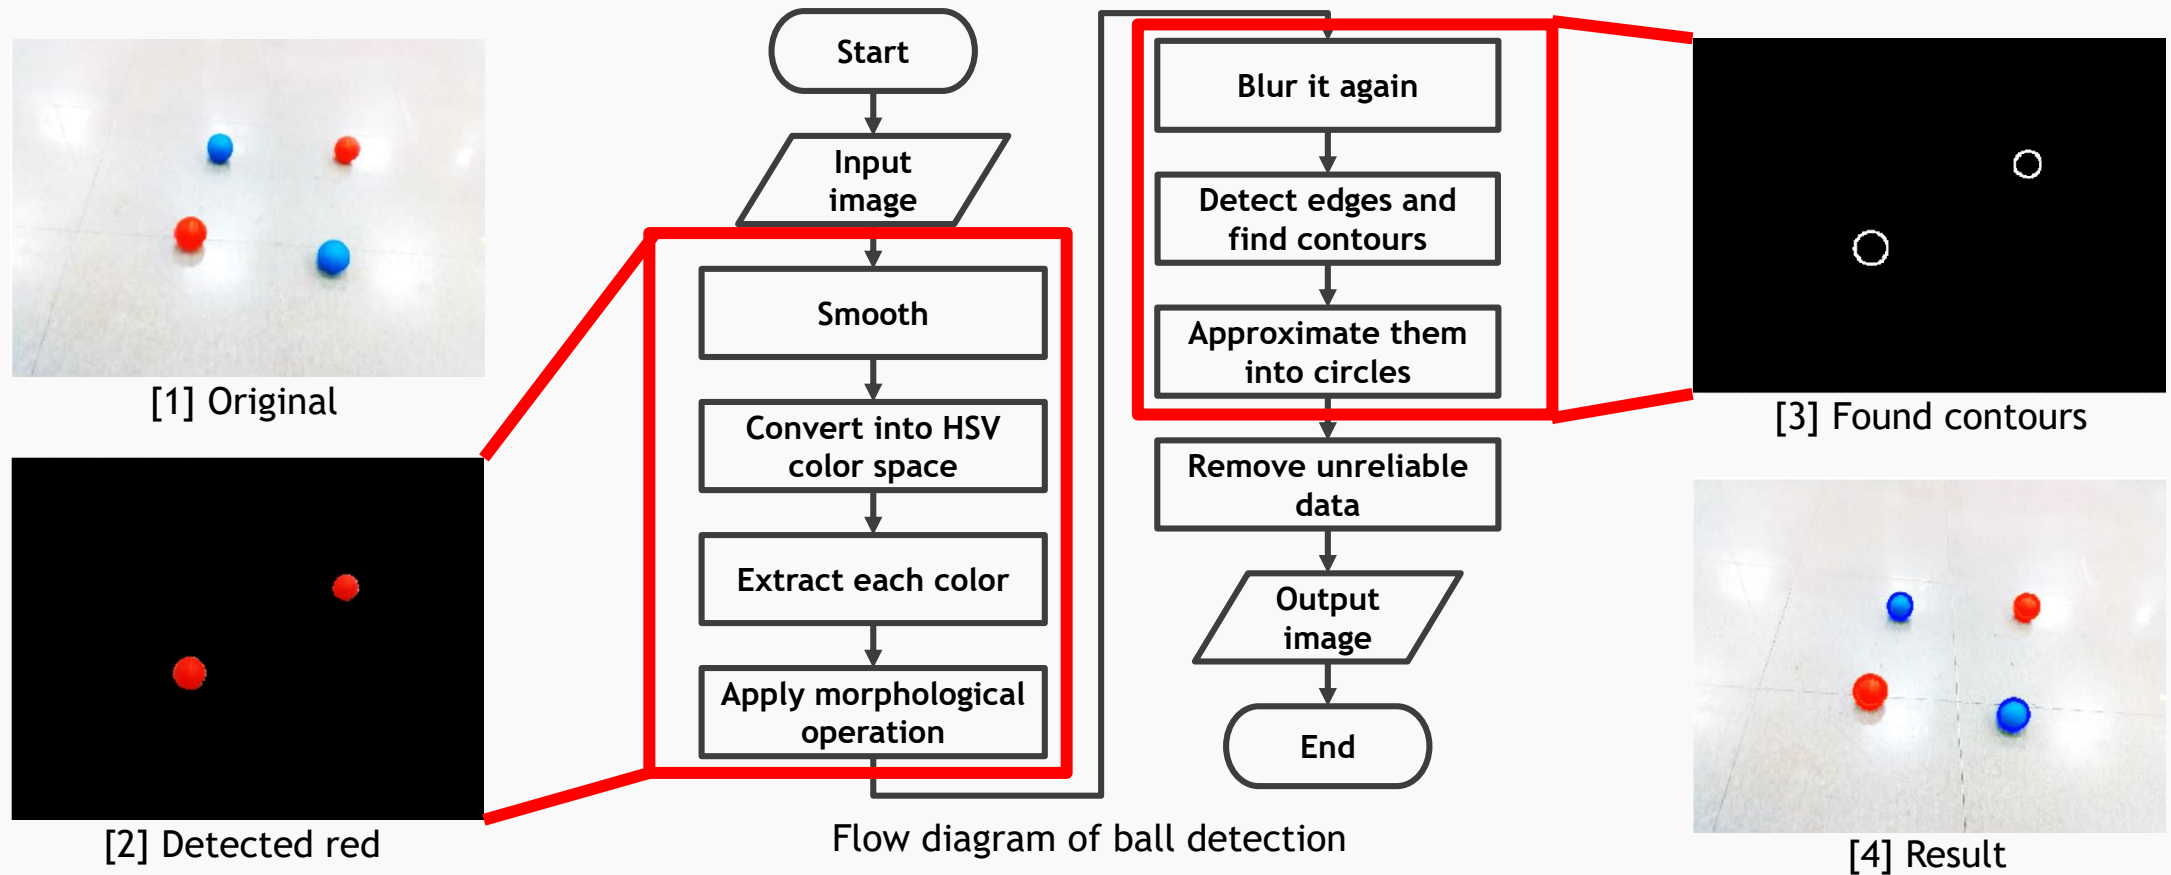 Start
Input
image
Smooth
Convert into HSV
color space
Extract each color
Apply morphological
operation
Blur it again
Detect edges and
find contours
Approximate them
into circles
Remove unreliable
data
Output
image
End
[1] Original
[2] Detected red
[3] Found contours
[4] Result
Flow diagram of ball detection